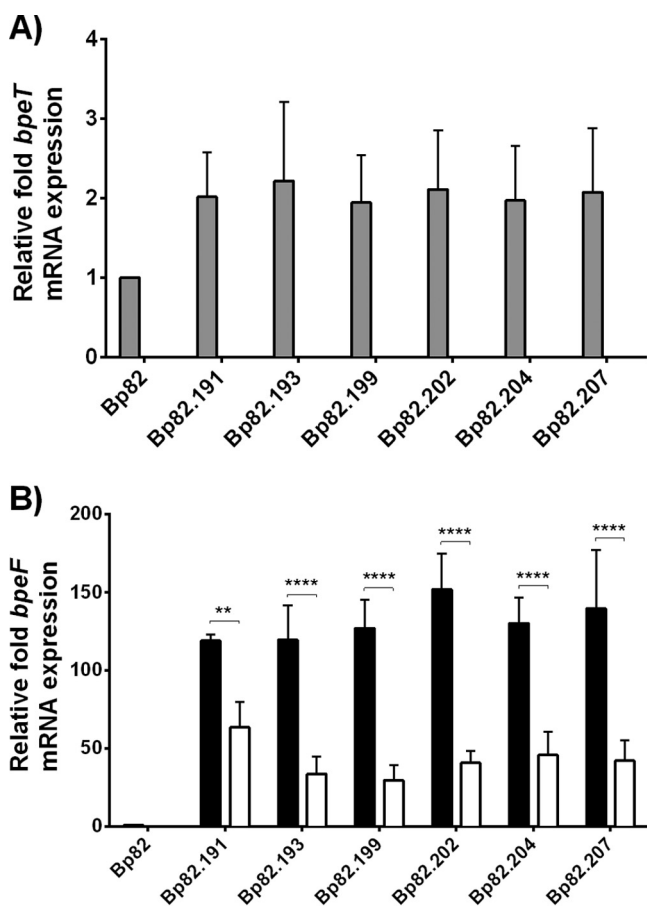 A)
Relative fold bpeT
mRNA expression
4
3
2
1
0
Bp82
Bp82.191
Bp82.193
Bp82.199
Bp82.202
Bp82.204
Bp82.207
B)
Relative fold bpeF
mRNA expression
200
150
100
50
0
**
****
****
****
****
****
Bp82
Bp82.191
Bp82.193
Bp82.199
Bp82.202
Bp82.204
Bp82.207